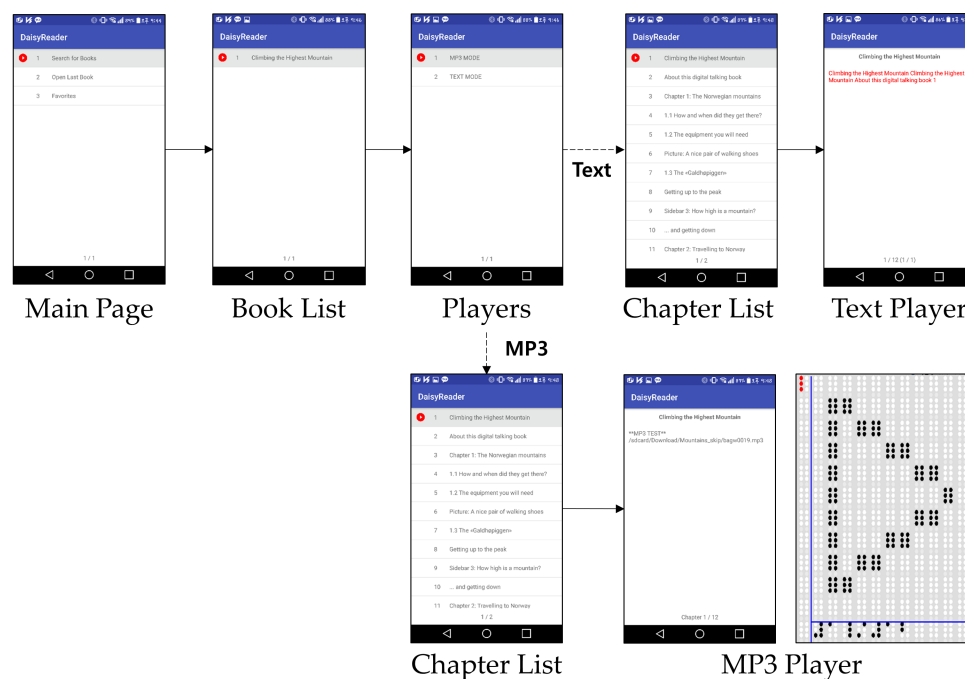 DaisyReader
1 Search for Books
2 Open Last Book
3 Favorites
1 / 1
Main Page
DaisyReader
1 Climbing the Highest Mountain
1 / 1
Book List
DaisyReader
1 MP3 MODE
2 TEXT MODE
1 / 1
Players
Text
DaisyReader
1 Climbing the Highest Mountain
2 About this digital talking book
3 Chapter 1: The Norwegian mountains
4 1.1 How and when did they get there?
5 1.2 The equipment you will need
6 Picture: A nice pair of walking shoes
7 1.3 The «Galdhøpiggen»
8 Getting up to the peak
9 Sidebar 3: How high is a mountain?
10 ... and getting down
11 Chapter 2: Travelling to Norway
1 / 2
Chapter List
DaisyReader
Climbing the Highest Mountain
Climbing the Highest Mountain Climbing the Highest
Mountain About this digital talking book 1
1 / 12 (1 / 1)
Text Player
MP3
DaisyReader
1 Climbing the Highest Mountain
2 About this digital talking book
3 Chapter 1: The Norwegian mountains
4 1.1 How and when did they get there?
5 1.2 The equipment you will need
6 Picture: A nice pair of walking shoes
7 1.3 The «Galdhøpiggen»
8 Getting up to the peak
9 Sidebar 3: How high is a mountain?
10 ... and getting down
11 Chapter 2: Travelling to Norway
1 / 2
Chapter List
DaisyReader
Climbing the Highest Mountain
**MP3 TEST**
/sdcard/Download/Mountains_skip/bagw0019.mp3
Chapter 1 / 12
MP3 Player